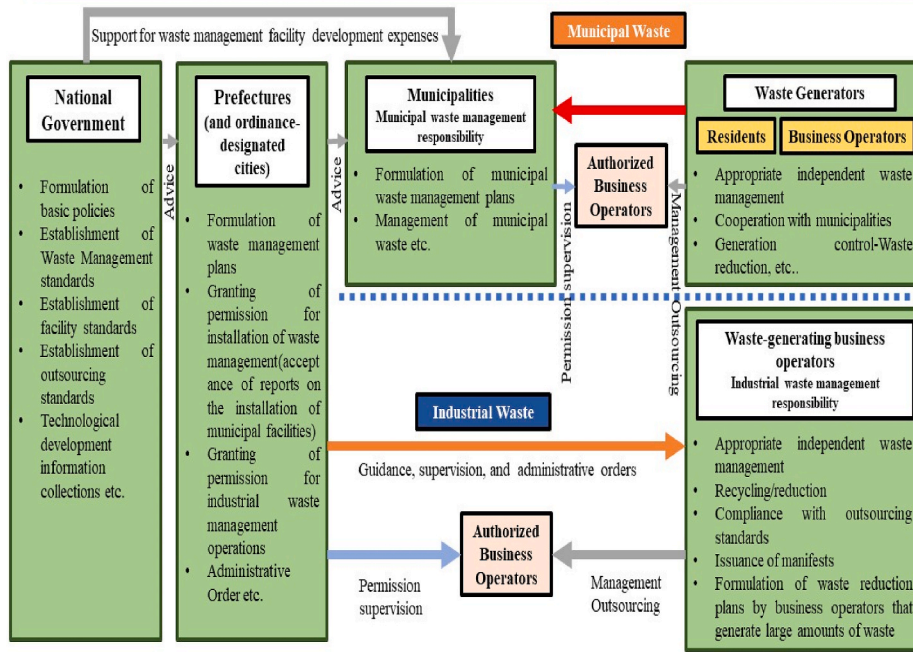 Support for waste management facility development expenses
Municipal Waste
National
Government
• Formulation of
basic policies
• Establishment of
Waste Management
standards
• Establishment of
facility standards
• Establishment of
outsourcing
standards
• Technological
development
information
collections etc.
Advice
Prefectures
(and ordinance-
designated
cities)
• Formulation of
waste management
plans
• Granting of
permission for
installation of waste
management(accept
ance of reports on
the installation of
municipal facilities)
• Granting of
permission for
industrial waste
management
operations
• Administrative
Order etc.
Advice
Municipalities
Municipal waste management
responsibility
• Formulation of municipal
waste management plans
• Management of municipal
waste etc.
Permission supervision
Authorized
Business
Operators
Management Outsourcing
Waste Generators
Residents
Business Operators
• Appropriate independent waste
management
• Cooperation with municipalities
• Generation control-Waste
reduction, etc..
Industrial Waste
Guidance, supervision, and administrative orders
Permission
supervision
Authorized
Business
Operators
Management
Outsourcing
Waste-generating business
operators
Industrial waste management
responsibility
• Appropriate independent waste
management
• Recycling/reduction
• Compliance with outsourcing
standards
• Issuance of manifests
• Formulation of waste reduction
plans by business operators that
generate large amounts of waste